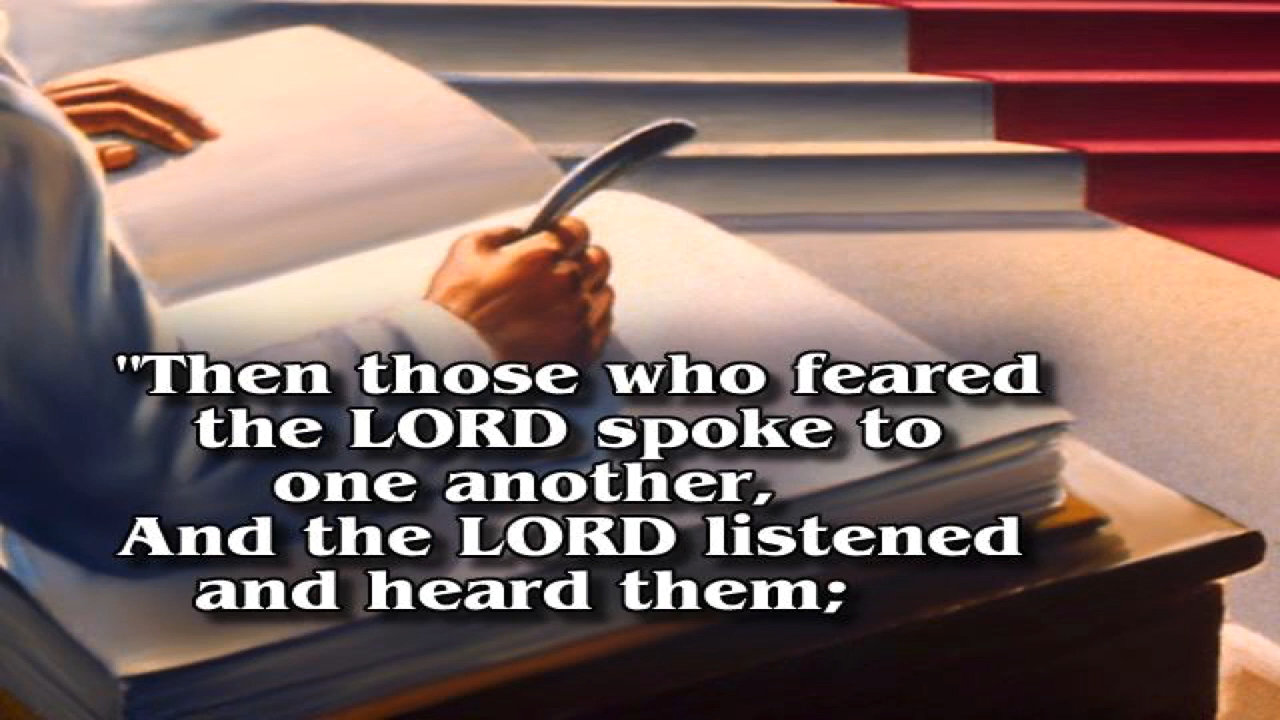 "Then those who feared
the LORD spoke to
one another,
And the LORD listened
and heard them;